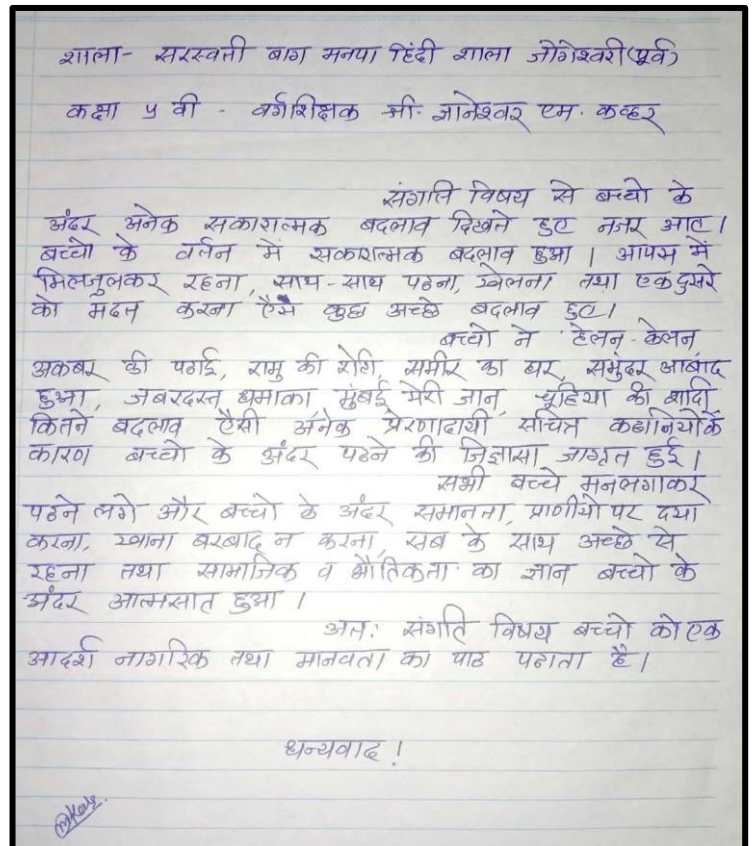 शाला- सरस्वती बाग मनपा हिंदी शाला जोगेश्वरी(पूर्व)
कक्षा ५ वी - वर्गशिक्षक श्री. ज्ञानेश्वर एम. कव्हर
संगति विषय से बच्चो के
अंदर अनेक सकारात्मक बदलाव दिखते हुए नजर आए।
बच्चो के वर्तन में सकारात्मक बदलाव हुआ । आपस में
मिलजुलकर रहना, साथ-साथ पढना, खेलना तथा एकदुसरे
को मदत करना ऐसे कुछ अच्छे बदलाव हुए।
बच्चो ने हेलन-केलन
अकबर की पढाई, रामु की रोटी, समीर का घर, समुंदर आबाद
हुआ, जबरदस्त धमाका, मुंबई मेरी जान, चूहिया की शादी
कितने बदलाव ऐसी अनेक प्रेरणादायी सचित्र कहानियोंके
कारण बच्चो के अंदर पढने की जिज्ञासा जागृत हुई।
सभी बच्चे मनलगाकर
पढने लगे और बच्चो के अंदर समानता, प्राणीयो पर दया
करना, खाना बरबाद न करना, सब के साथ अच्छे से
रहना तथा सामाजिक व भौतिकता का ज्ञान बच्चो के
अंदर आत्मसात हुआ ।
अतः संगति विषय बच्चो को एक
आदर्श नागरिक तथा मानवता का पाठ पढाता है।
धन्यवाद !